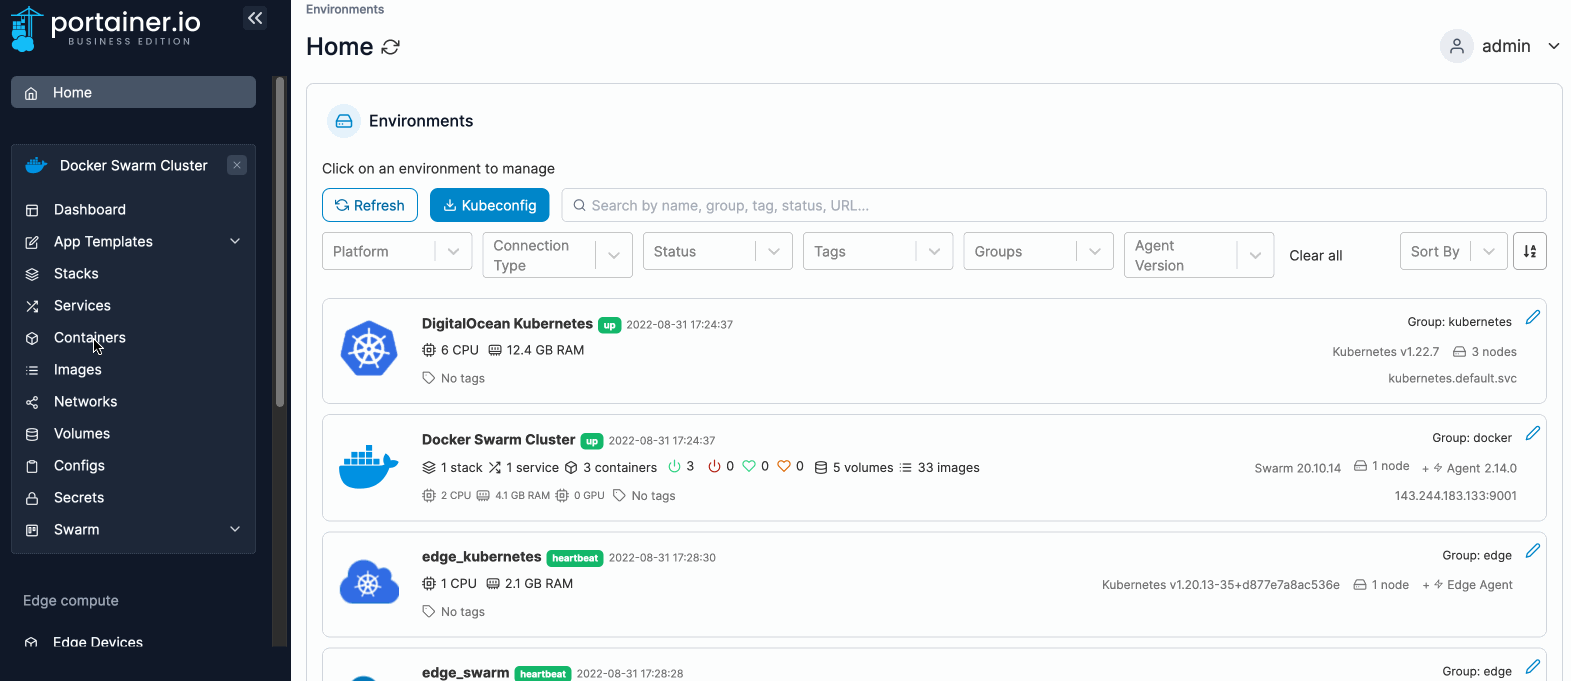 portainer.io
BUSINESS EDITION
Home
Docker Swarm Cluster
Dashboard
App Templates
Stacks
Services
Containers
Images
Networks
Volumes
Configs
Secrets
Swarm
Edge compute
Edge Devices
Environments
Home
admin
Environments
Click on an environment to manage
Refresh
Kubeconfig
Search by name, group, tag, status, URL...
Platform
Connection Type
Status
Tags
Groups
Agent Version
Clear all
Sort By
DigitalOcean Kubernetes up 2022-08-31 17:24:37
Group: kubernetes
6 CPU 12.4 GB RAM
Kubernetes v1.22.7 3 nodes
No tags
kubernetes.default.svc
Docker Swarm Cluster up 2022-08-31 17:24:37
Group: docker
1 stack 1 service 3 containers 3 0 0 0 5 volumes 33 images
Swarm 20.10.14 1 node + Agent 2.14.0
2 CPU 4.1 GB RAM 0 GPU No tags
143.244.183.133:9001
edge_kubernetes heartbeat 2022-08-31 17:28:30
Group: edge
1 CPU 2.1 GB RAM
Kubernetes v1.20.13-35+d877e7a8ac536e 1 node + Edge Agent
No tags
edge_swarm heartbeat 2022-08-31 17:28:28
Group: edge